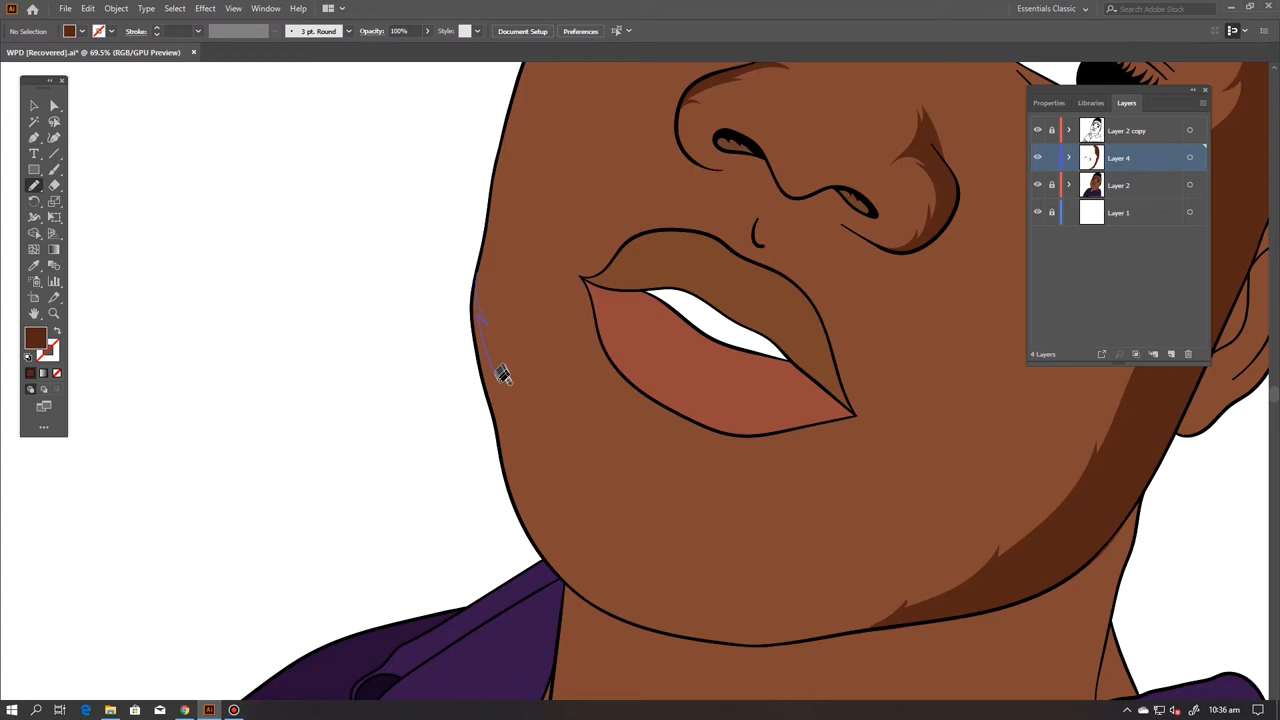 Ai File Edit Object Type Select Effect View Window Help Essentials Classic Search Adobe Stock
No Selection Stroke: 3 pt. Round Opacity: 100% Style: Document Setup Preferences
WPD [Recovered].ai* @ 69.5% (RGB/GPU Preview)
Properties Libraries Layers
Layer 2 copy
Layer 4
Layer 2
Layer 1
4 Layers
10:36 am